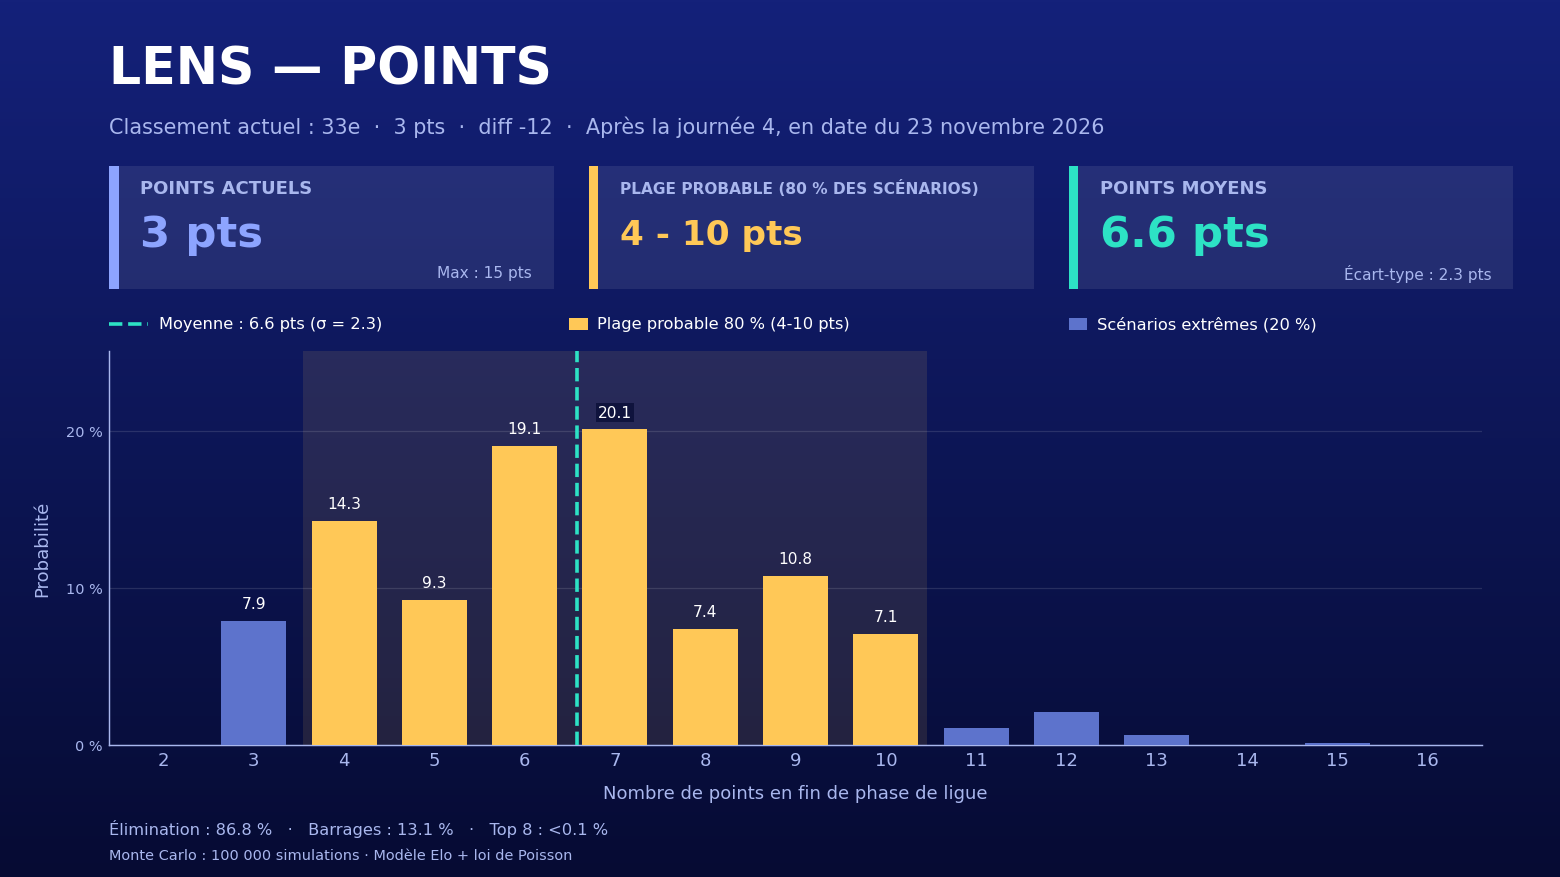 LENS — POINTS
Classement actuel : 33e · 3 pts · diff -12 · Après la journée 4, en date du 23 novembre 2026
POINTS ACTUELS
3 pts
Max : 15 pts
PLAGE PROBABLE (80 % DES SCÉNARIOS)
4 - 10 pts
POINTS MOYENS
6.6 pts
Écart-type : 2.3 pts
Moyenne : 6.6 pts (σ = 2.3)
Plage probable 80 % (4-10 pts)
Scénarios extrêmes (20 %)
Probabilité
20 %
10 %
0 %
7.9
14.3
9.3
19.1
20.1
7.4
10.8
7.1
2 3 4 5 6 7 8 9 10 11 12 13 14 15 16
Nombre de points en fin de phase de ligue
Élimination : 86.8 % · Barrages : 13.1 % · Top 8 : <0.1 %
Monte Carlo : 100 000 simulations · Modèle Elo + loi de Poisson